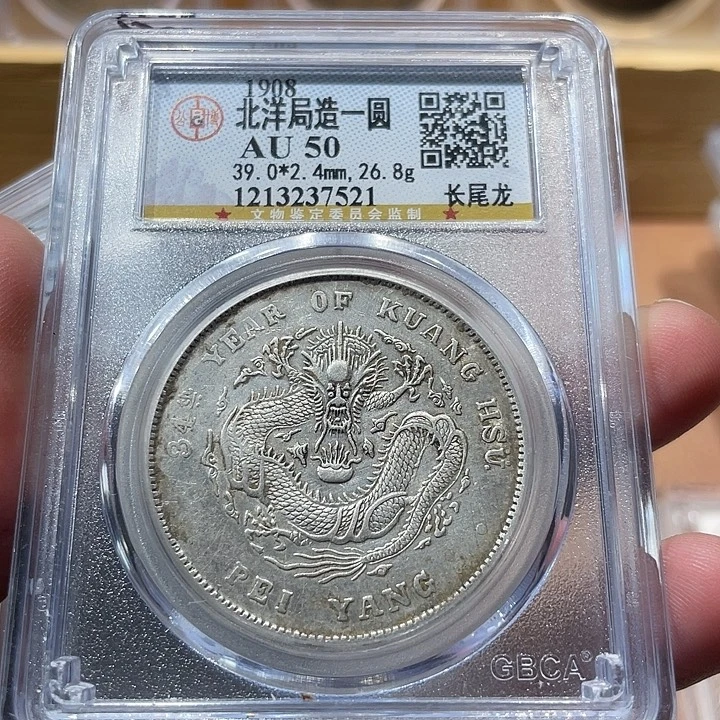 1908
北洋局造一圆
AU 50
39.0*2.4mm,26.8g
1213237521
长尾龙
文物鉴定委员会监制
34TH YEAR OF KUANG HSU.
PEI YANG
GBCA®